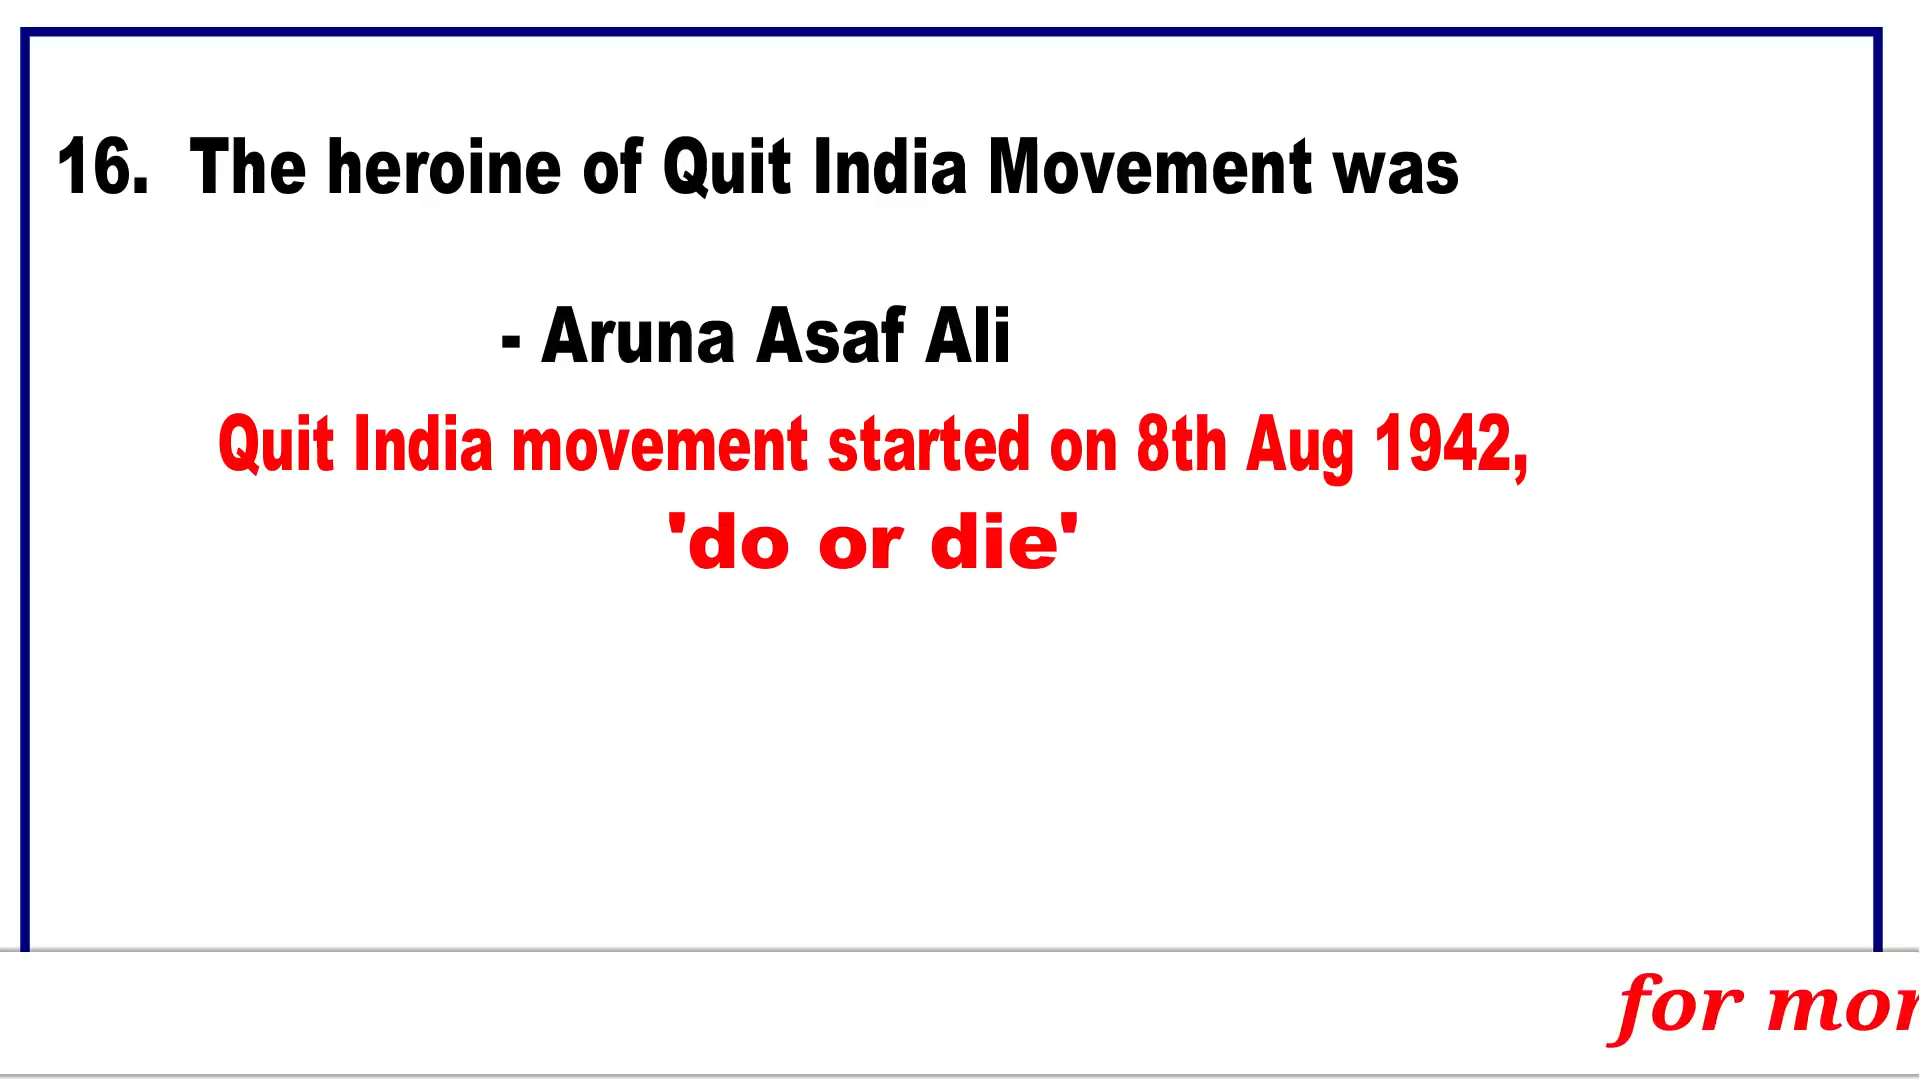 16. The heroine of Quit India Movement was
- Aruna Asaf Ali
Quit India movement started on 8th Aug 1942,
'do or die'
for